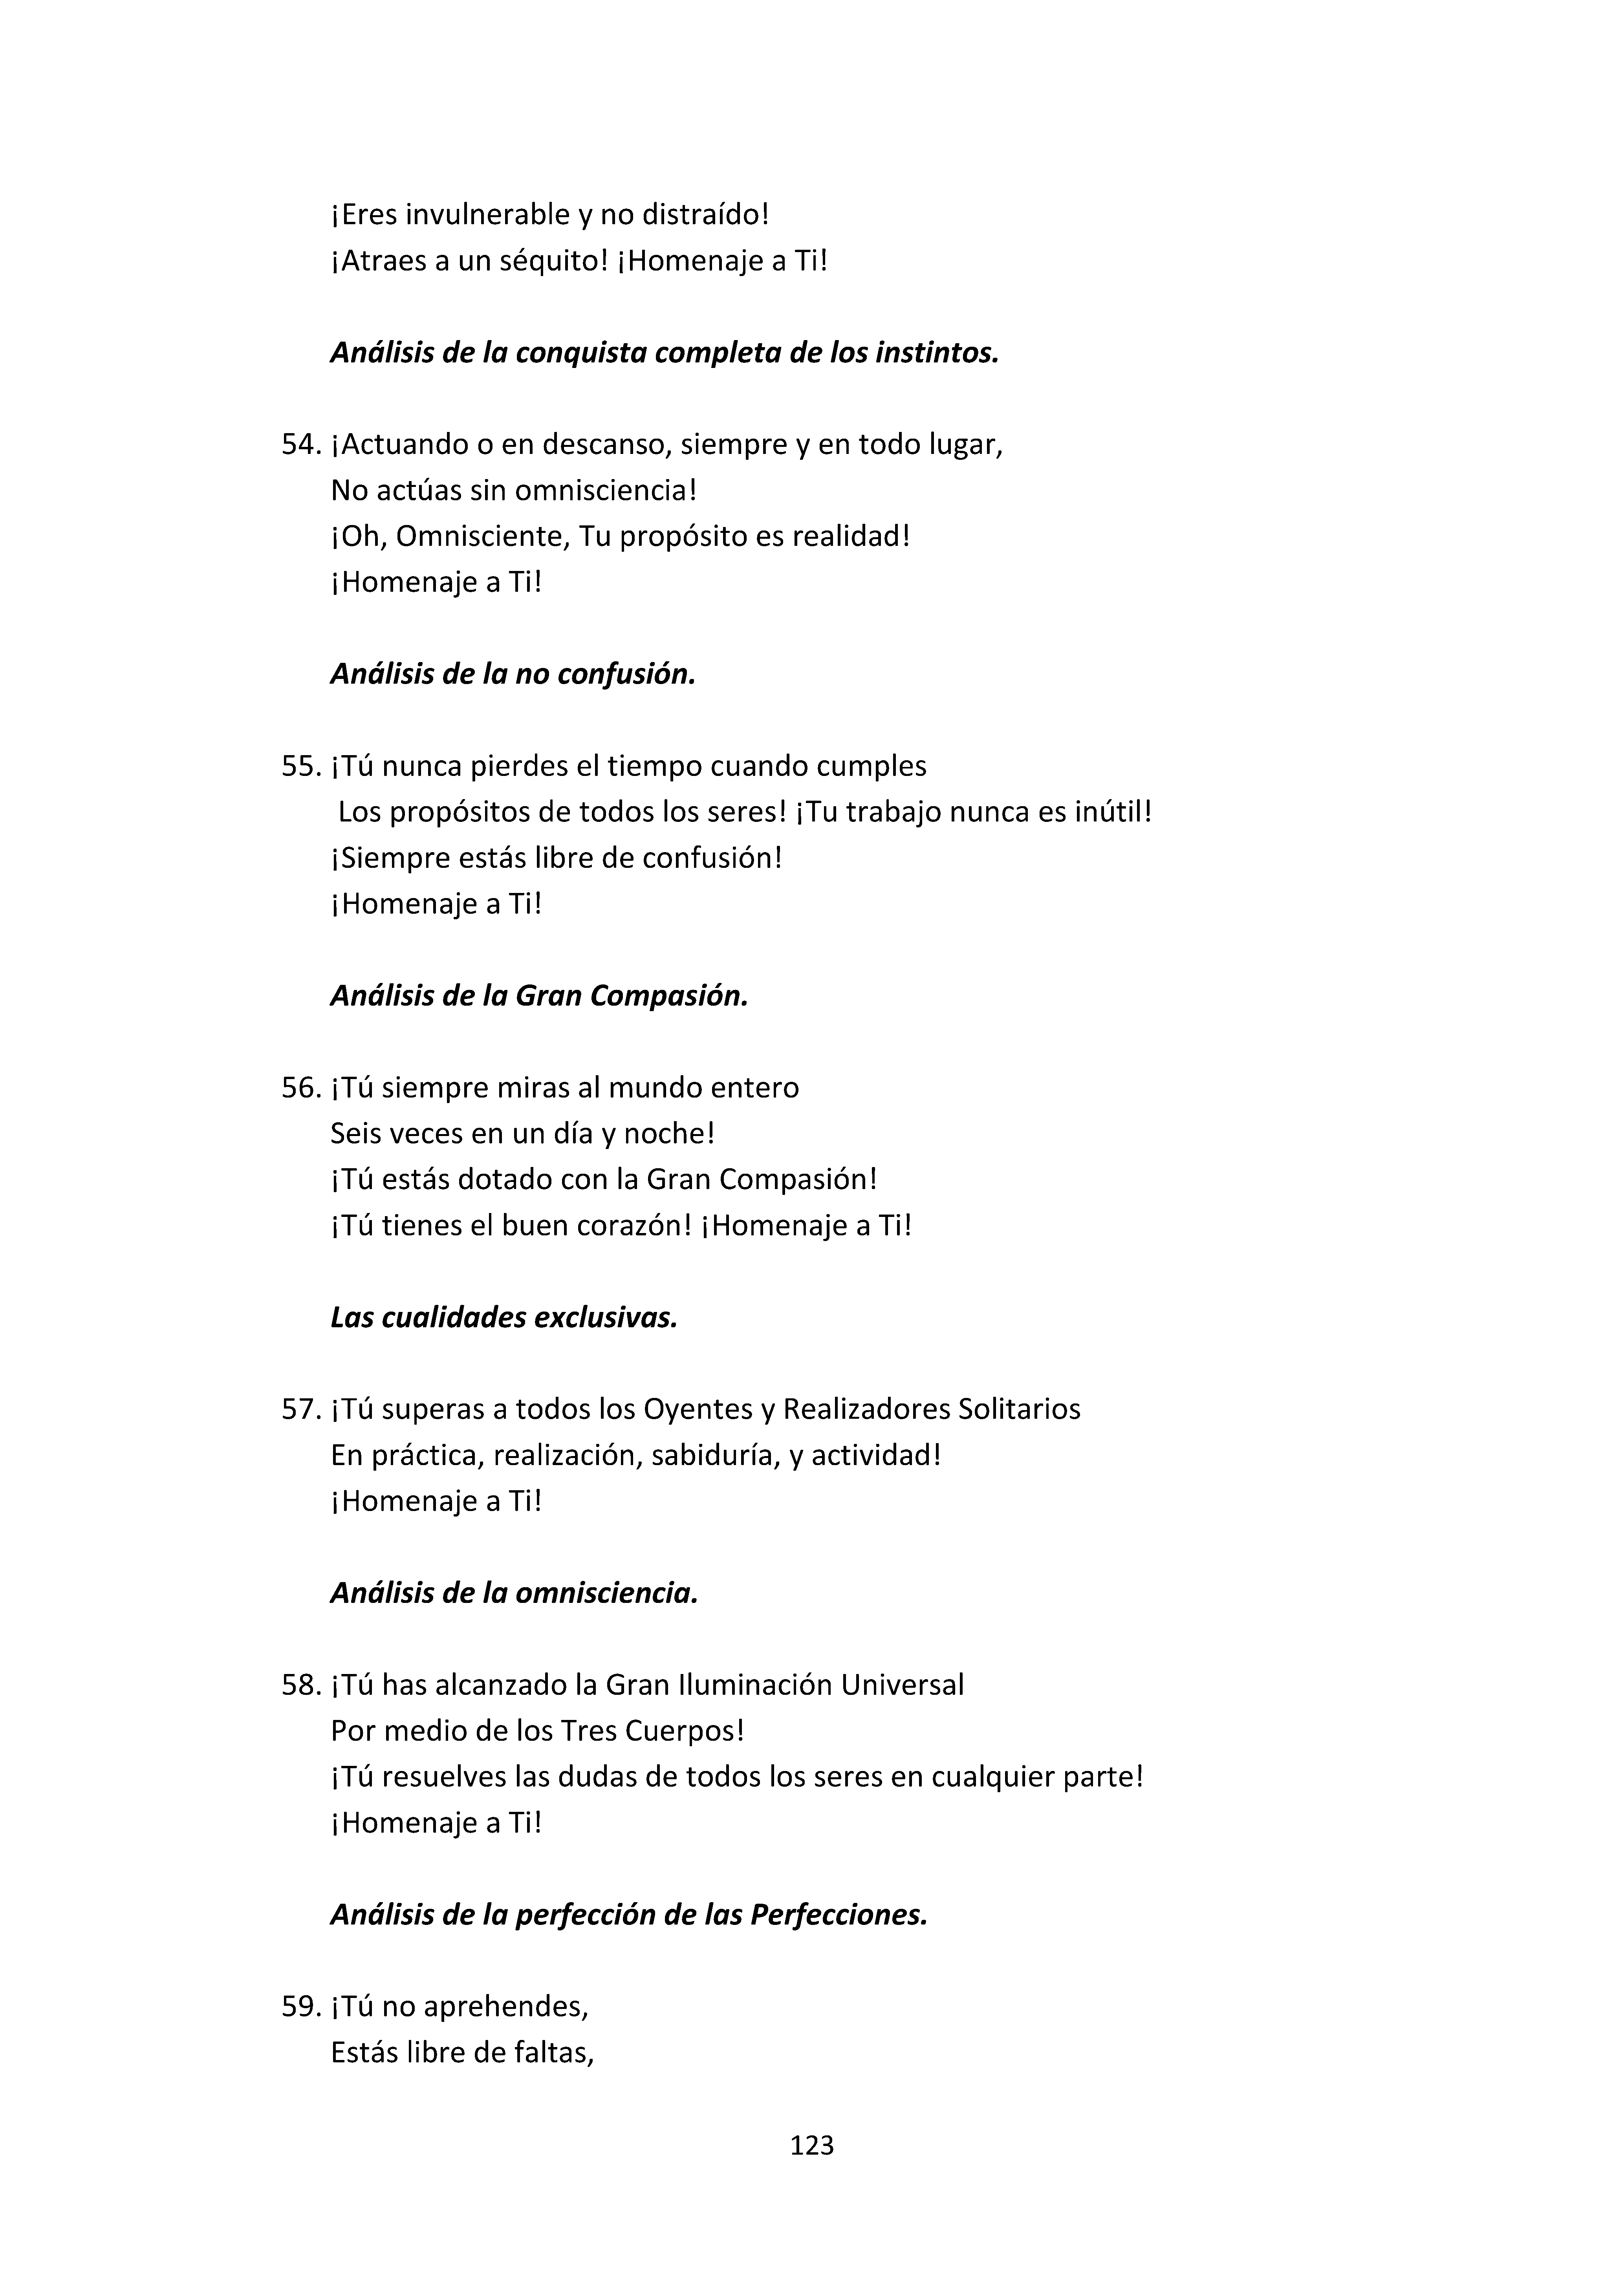 ¡Eres invulnerable y no distraído!
¡Atraes a un séquito! ¡Homenaje a Ti!
Análisis de la conquista completa de los instintos.
54. ¡Actuando o en descanso, siempre y en todo lugar,
No actúas sin omnisciencia!
¡Oh, Omnisciente, Tu propósito es realidad!
¡Homenaje a Ti!
Análisis de la no confusión.
55. ¡Tú nunca pierdes el tiempo cuando cumples
Los propósitos de todos los seres! ¡Tu trabajo nunca es inútil!
¡Siempre estás libre de confusión!
¡Homenaje a Ti!
Análisis de la Gran Compasión.
56. ¡Tú siempre miras al mundo entero
Seis veces en un día y noche!
¡Tú estás dotado con la Gran Compasión!
¡Tú tienes el buen corazón! ¡Homenaje a Ti!
Las cualidades exclusivas.
57. ¡Tú superas a todos los Oyentes y Realizadores Solitarios
En práctica, realización, sabiduría, y actividad!
¡Homenaje a Ti!
Análisis de la omnisciencia.
58. ¡Tú has alcanzado la Gran Iluminación Universal
Por medio de los Tres Cuerpos!
¡Tú resuelves las dudas de todos los seres en cualquier parte!
¡Homenaje a Ti!
Análisis de la perfección de las Perfecciones.
59. ¡Tú no aprehendes,
Estás libre de faltas,
123